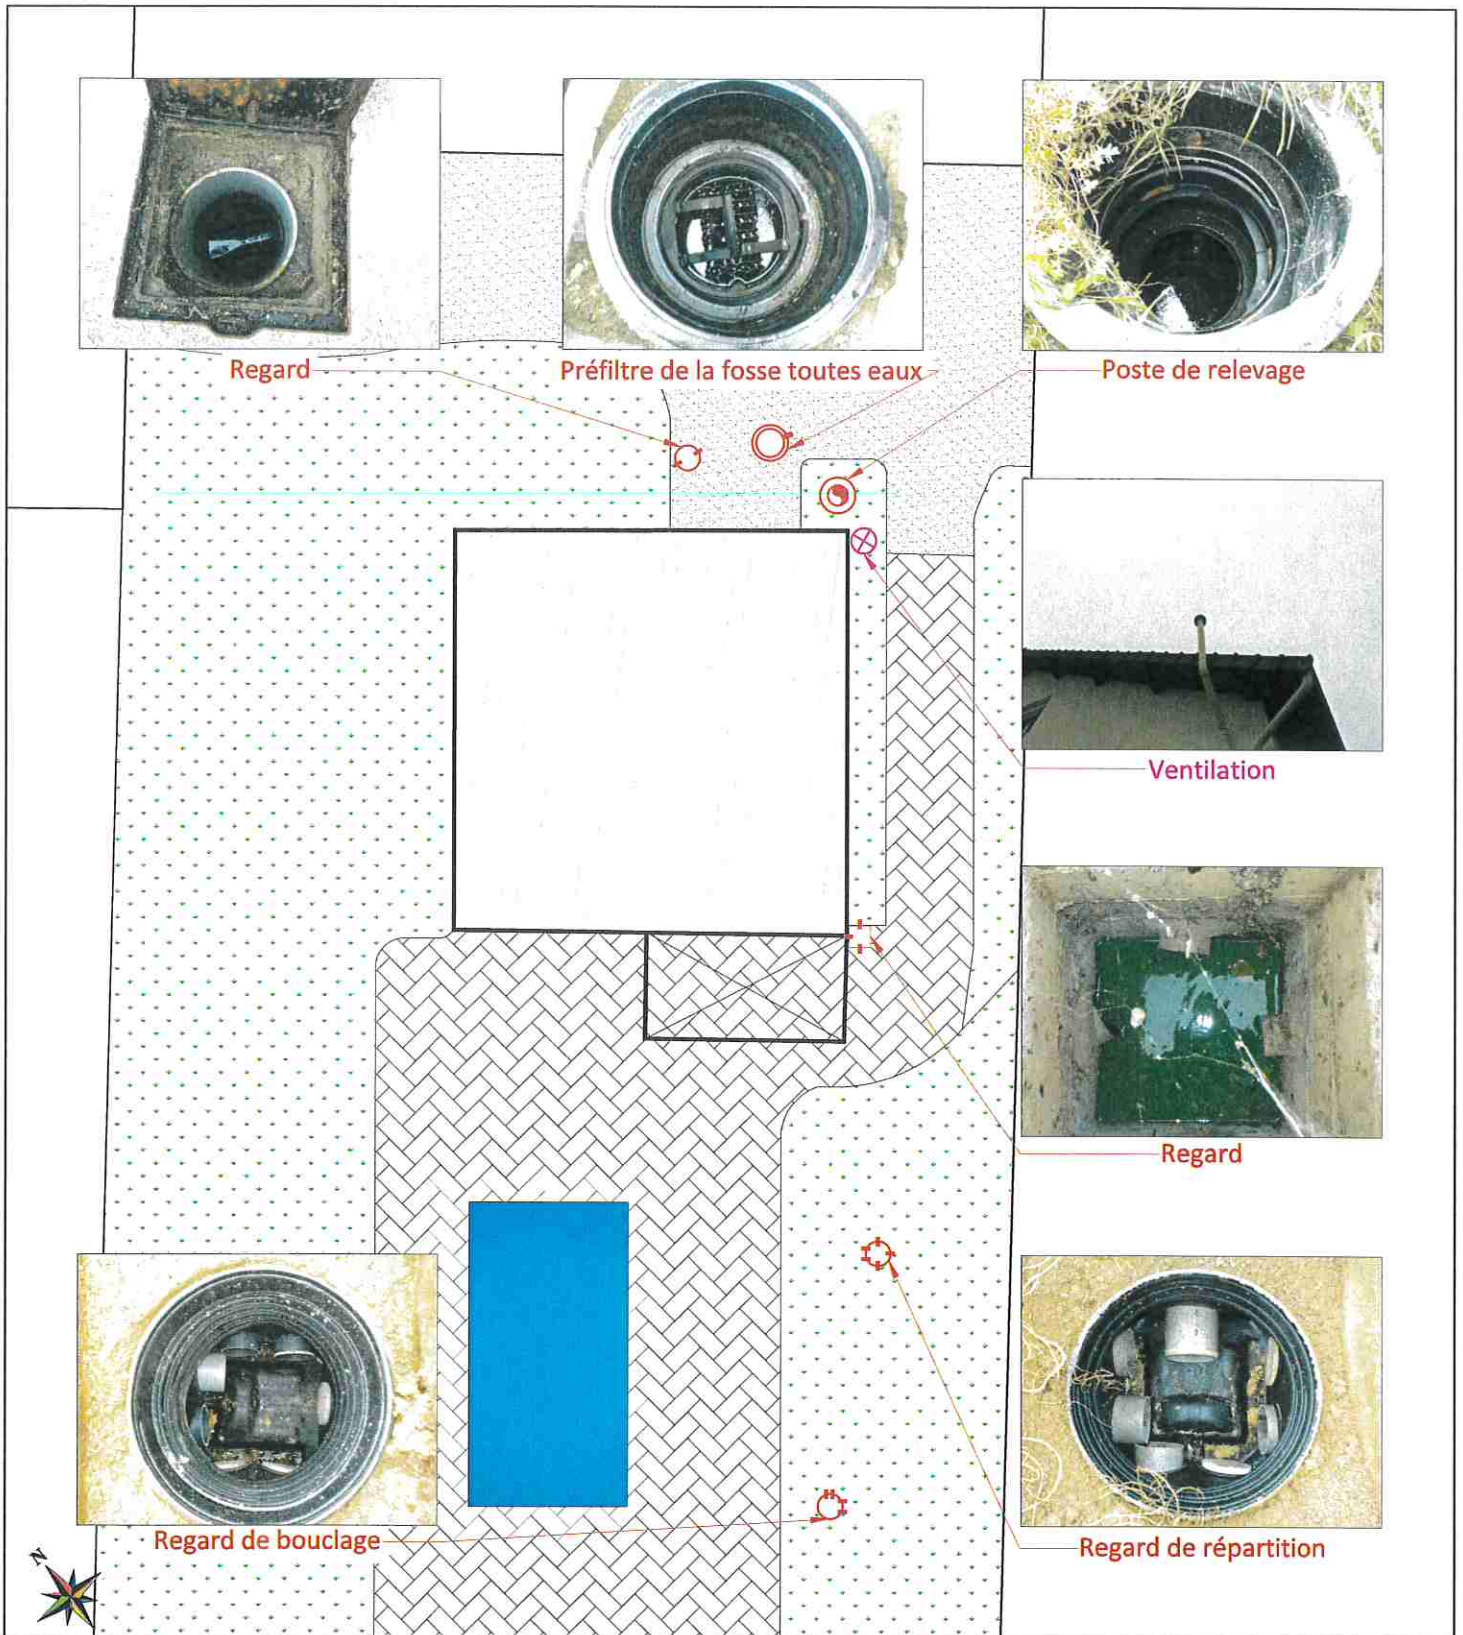 Regard
Préfiltre de la fosse toutes eaux
Poste de relevage
Ventilation
Regard
Regard de bouclage
Regard de répartition
N